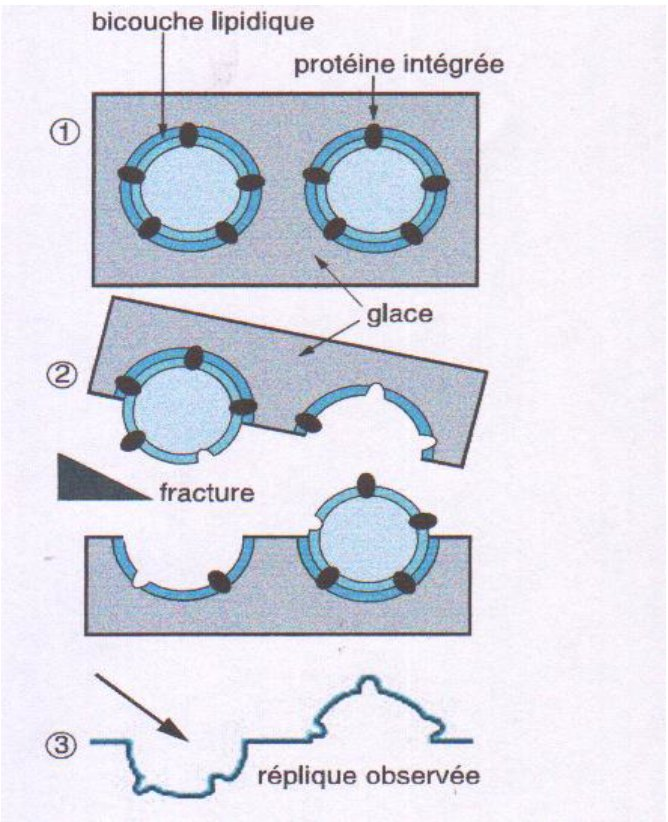 bicouche lipidique
protéine intégrée
①
glace
②
fracture
③
réplique observée